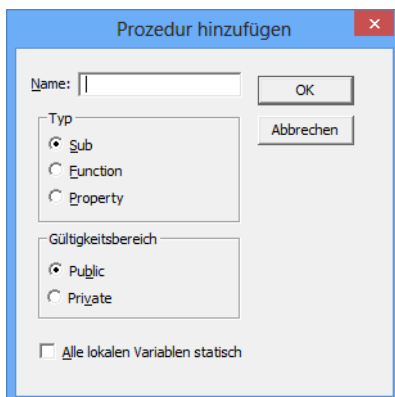 Prozedur hinzufügen
Name:
OK
Abbrechen
Typ
Sub
Function
Property
Gültigkeitsbereich
Public
Private
Alle lokalen Variablen statisch